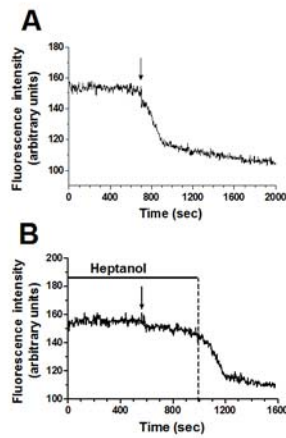 A
Fluorescence intensity
(arbitrary units)
160
140
120
100
0 400 800 1200 1600 2000
Time (sec)
B
Fluorescence intensity
(arbitrary units)
200
180
160
140
120
100
Heptanol
0 400 800 1200 1600
Time (sec)